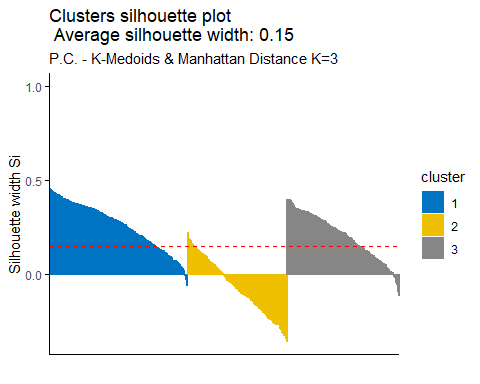 Clusters silhouette plot
Average silhouette width: 0.15
P.C. - K-Medoids & Manhattan Distance K=3
Silhouette width Si
1.0
0.5
0.0
cluster
1
2
3